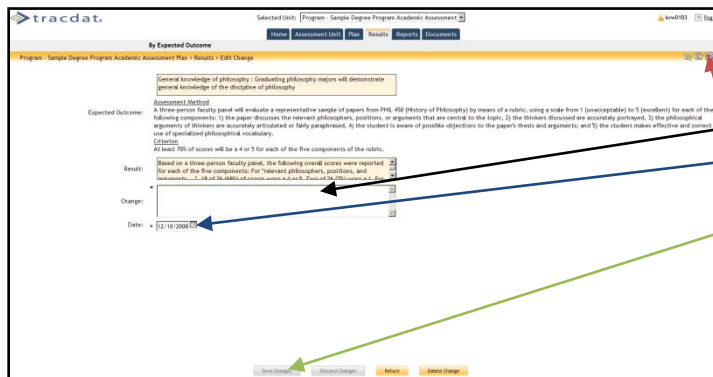 tracdat.
Selected Unit: Program - Sample Degree Program Academic Assessment
krw0103
Home Assessment Unit Plan Results Reports Documents
By Expected Outcome
Program - Sample Degree Program Academic Assessment Plan > Results > Edit Change
General knowledge of philosophy : Graduating philosophy majors will demonstrate
general knowledge of the discipline of philosophy
Assessment Method
Expected Outcome: A three-person faculty panel will evaluate a representative sample of papers from PHIL 450 (History of Philosophy) by means of a rubric, using a scale from 1 (unacceptable) to 5 (excellent) for each of the
following components: 1) the paper discusses the relevant philosophers, positions, or arguments that are central to the topic, 2) the thinkers discussed are accurately portrayed, 3) the philosophical
arguments of thinkers are accurately articulated or fairly paraphrased, 4) the student is aware of possible objections to the paper's thesis and arguments; and 5) the student makes effective and correct
use of specialized philosophical vocabulary.
Criterion
At least 70% of scores will be a 4 or 5 for each of the five components of the rubric.
Result: Based on a three-person faculty panel, the following overall scores were reported
for each of the five components: For "relevant philosophers, positions, and
Change:
Date: 12/10/2008
Save Changes Discard Changes Return Delete Change